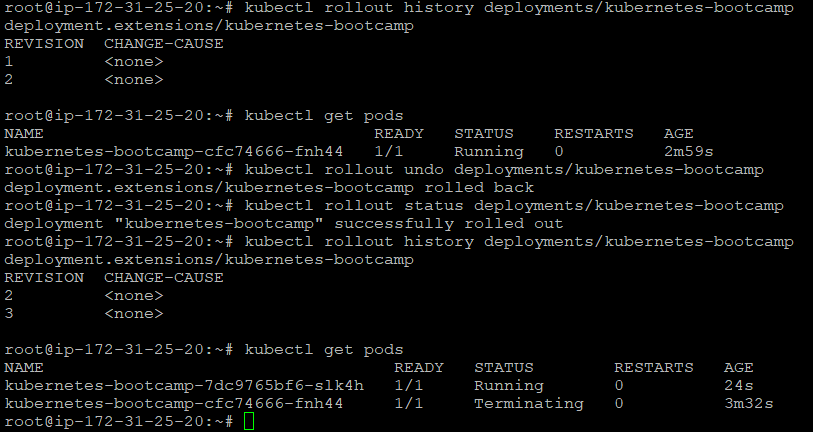 root@ip-172-31-25-20:~# kubectl rollout history deployments/kubernetes-bootcamp
deployment.extensions/kubernetes-bootcamp
REVISION  CHANGE-CAUSE
1         <none>
2         <none>

root@ip-172-31-25-20:~# kubectl get pods
NAME                                 READY   STATUS    RESTARTS   AGE
kubernetes-bootcamp-cfc74666-fnh44   1/1     Running   0          2m59s
root@ip-172-31-25-20:~# kubectl rollout undo deployments/kubernetes-bootcamp
deployment.extensions/kubernetes-bootcamp rolled back
root@ip-172-31-25-20:~# kubectl rollout status deployments/kubernetes-bootcamp
deployment "kubernetes-bootcamp" successfully rolled out
root@ip-172-31-25-20:~# kubectl rollout history deployments/kubernetes-bootcamp
deployment.extensions/kubernetes-bootcamp
REVISION  CHANGE-CAUSE
2         <none>
3         <none>

root@ip-172-31-25-20:~# kubectl get pods
NAME                                   READY   STATUS        RESTARTS   AGE
kubernetes-bootcamp-7dc9765bf6-slk4h   1/1     Running       0          24s
kubernetes-bootcamp-cfc74666-fnh44     1/1     Terminating   0          3m32s
root@ip-172-31-25-20:~#